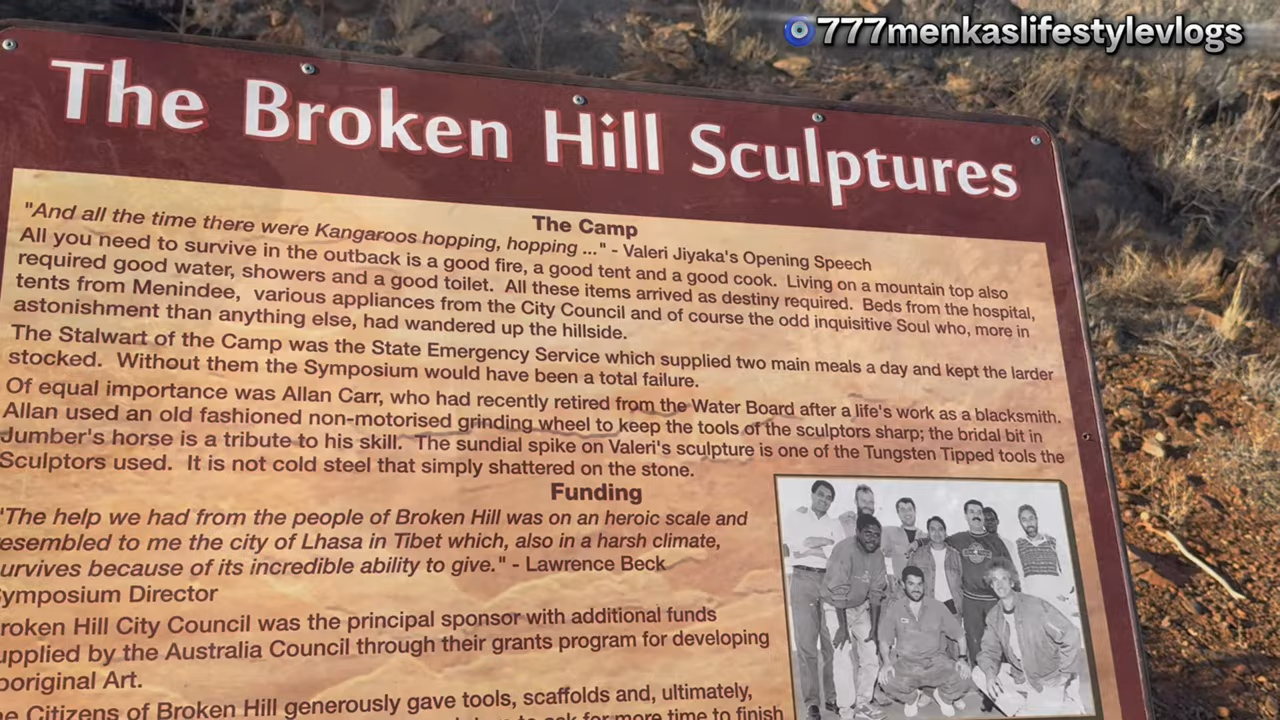 777menkaslifestylevlogs
The Broken Hill Sculptures
The Camp
"And all the time there were Kangaroos hopping, hopping ..." - Valeri Jiyaka's Opening Speech
All you need to survive in the outback is a good fire, a good tent and a good cook. Living on a mountain top also
required good water, showers and a good toilet. All these items arrived as destiny required. Beds from the hospital,
tents from Menindee, various appliances from the City Council and of course the odd inquisitive Soul who, more in
astonishment than anything else, had wandered up the hillside.
The Stalwart of the Camp was the State Emergency Service which supplied two main meals a day and kept the larder
stocked. Without them the Symposium would have been a total failure.
Of equal importance was Allan Carr, who had recently retired from the Water Board after a life's work as a blacksmith.
Allan used an old fashioned non-motorised grinding wheel to keep the tools of the sculptors sharp; the bridal bit in
Jumber's horse is a tribute to his skill. The sundial spike on Valeri's sculpture is one of the Tungsten Tipped tools the
Sculptors used. It is not cold steel that simply shattered on the stone.
Funding
"The help we had from the people of Broken Hill was on an heroic scale and
esembled to me the city of Lhasa in Tibet which, also in a harsh climate,
urvives because of its incredible ability to give." - Lawrence Beck
ymposium Director
roken Hill City Council was the principal sponsor with additional funds
upplied by the Australia Council through their grants program for developing
boriginal Art.
he Citizens of Broken Hill generously gave tools, scaffolds and, ultimately,
to ask for more time to finish